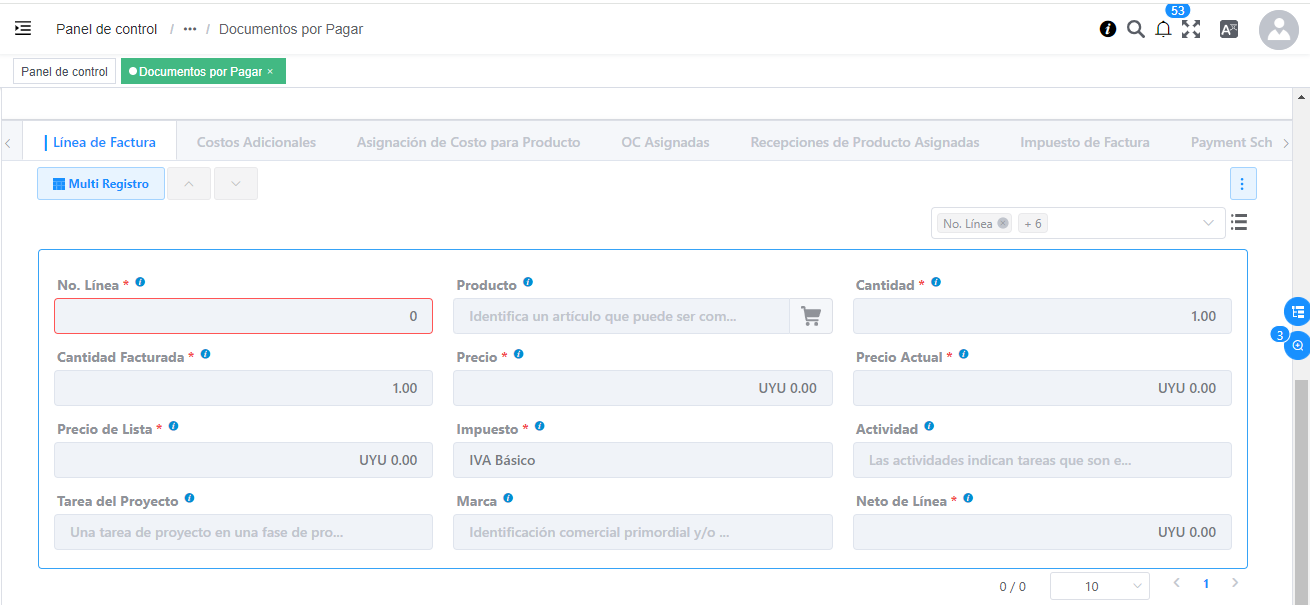 53
Panel de control / ••• / Documentos por Pagar
Panel de control
Documentos por Pagar ×
Línea de Factura
Costos Adicionales
Asignación de Costo para Producto
OC Asignadas
Recepciones de Producto Asignadas
Impuesto de Factura
Payment Sch
Multi Registro
No. Línea
+ 6
No. Línea *
0
Producto
Identifica un artículo que puede ser com...
Cantidad *
1.00
Cantidad Facturada *
1.00
Precio *
UYU 0.00
Precio Actual *
UYU 0.00
Precio de Lista *
UYU 0.00
Impuesto *
IVA Básico
Actividad
Las actividades indican tareas que son e...
Tarea del Proyecto
Una tarea de proyecto en una fase de pro...
Marca
Identificación comercial primordial y/o ...
Neto de Línea *
UYU 0.00
3
0 / 0
10
1